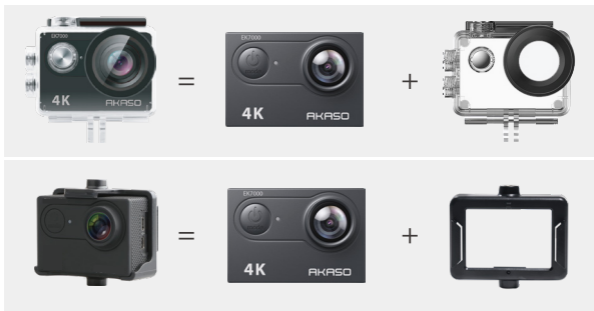 EK7000
4K AKASO
=
EK7000
4K AKASO
+
=
EK7000
4K AKASO
+